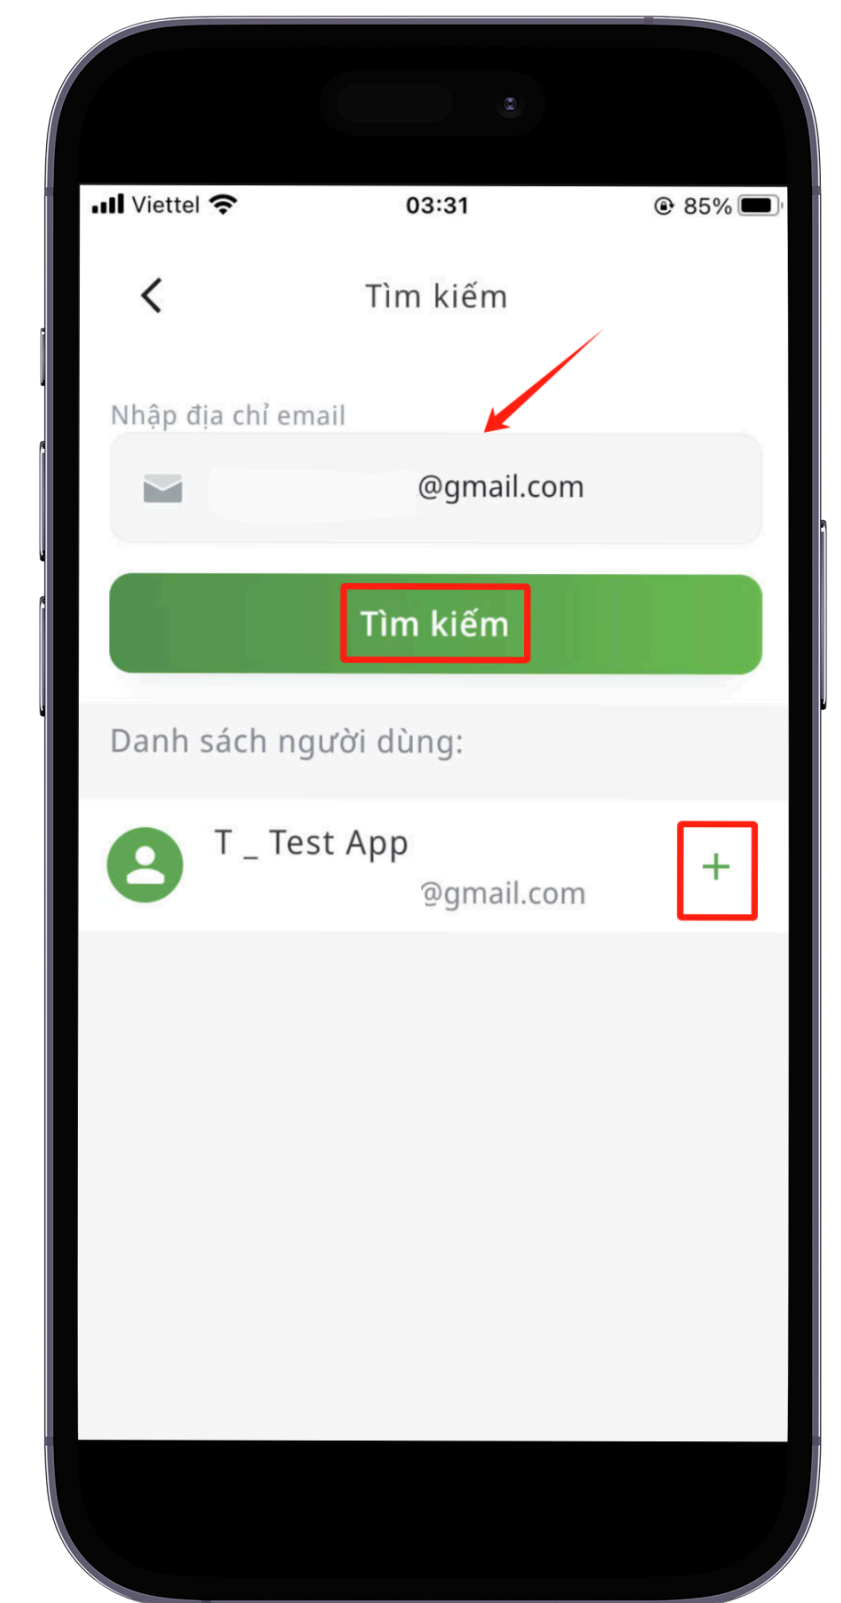 Viettel 03:31 85%
Tìm kiếm
Nhập địa chỉ email
@gmail.com
Tìm kiếm
Danh sách người dùng:
T _ Test App
@gmail.com